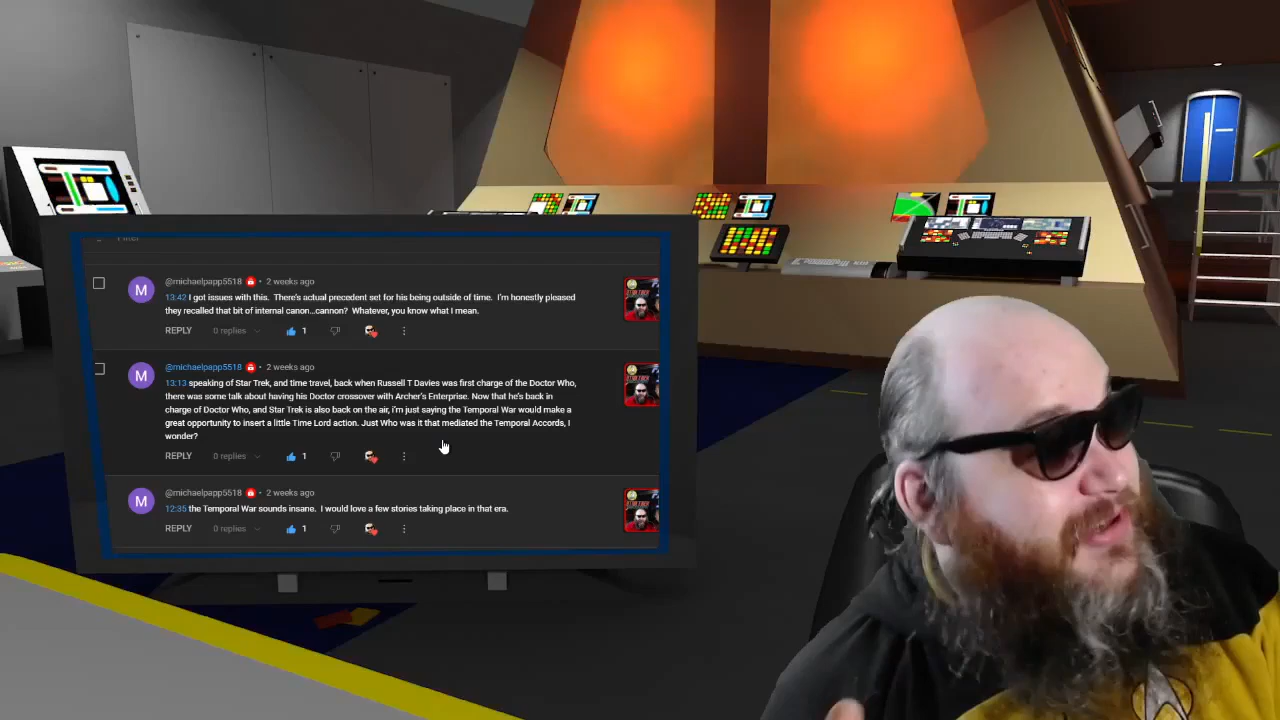 Filter
@michaelpapp5518 • 2 weeks ago
13:42 I got issues with this. There's actual precedent set for his being outside of time. I'm honestly pleased
they recalled that bit of internal canon...cannon? Whatever, you know what I mean.
REPLY 0 replies 1
M
@michaelpapp5518 • 2 weeks ago
13:13 speaking of Star Trek, and time travel, back when Russell T Davies was first charge of the Doctor Who,
there was some talk about having his Doctor crossover with Archer's Enterprise. Now that he's back in
charge of Doctor Who, and Star Trek is also back on the air, i'm just saying the Temporal War would make a
great opportunity to insert a little Time Lord action. Just Who was it that mediated the Temporal Accords, I
wonder?
REPLY 0 replies 1
M
@michaelpapp5518 • 2 weeks ago
12:35 the Temporal War sounds insane. I would love a few stories taking place in that era.
REPLY 0 replies 1
M